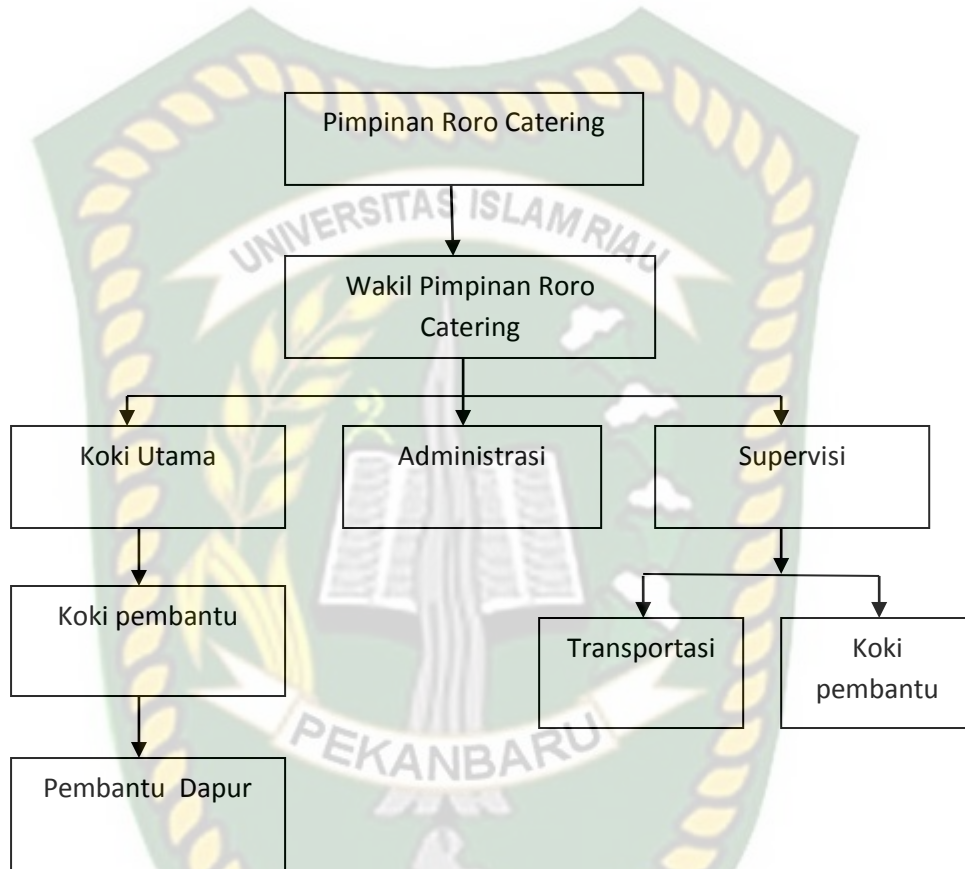 Pimpinan Roro Catering
UNIVERSITAS ISLAM RIAU
Wakil Pimpinan Roro
Catering
Koki Utama
Administrasi
Supervisi
Koki pembantu
Transportasi
Koki
pembantu
PEKANBARU
Pembantu Dapur